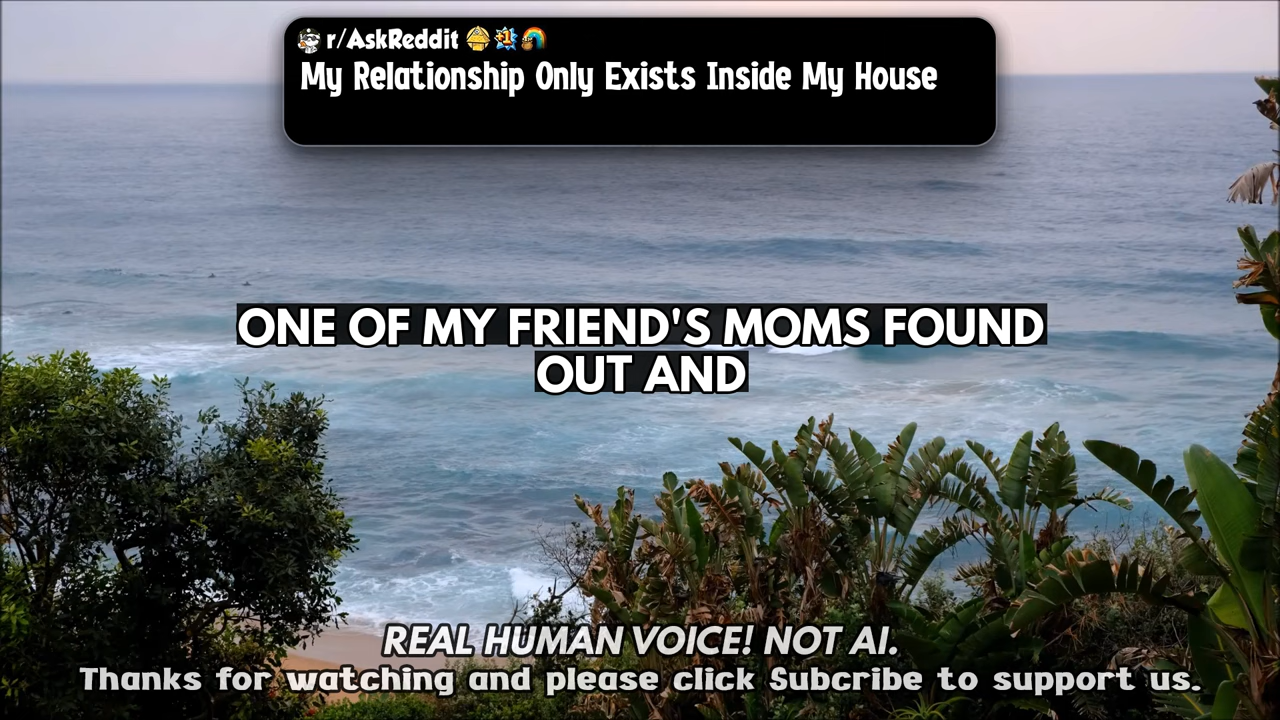 r/AskReddit +1
My Relationship Only Exists Inside My House
ONE OF MY FRIEND'S MOMS FOUND
OUT AND
REAL HUMAN VOICE! NOT AI.
Thanks for watching and please click Subcribe to support us.